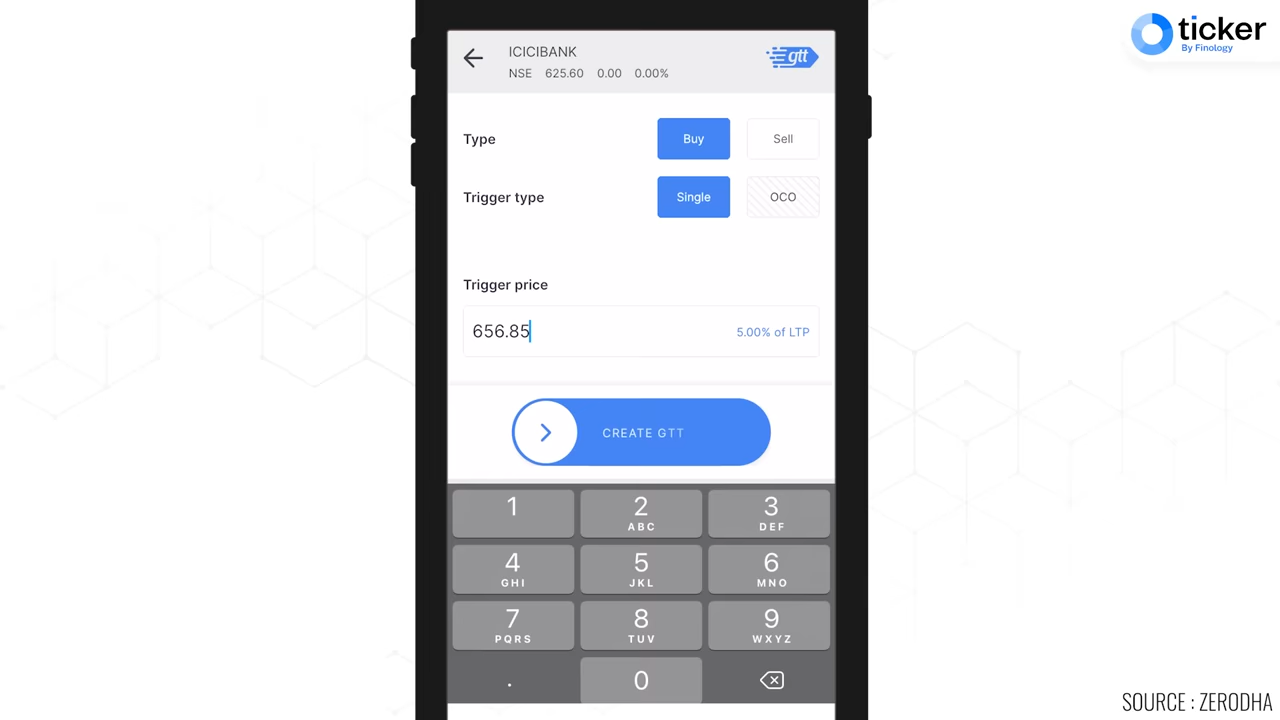 ticker
By Finology
ICICIBANK
NSE 625.60 0.00 0.00%
gtt
Type Buy Sell
Trigger type Single OCO
Trigger price
656.85 5.00% of LTP
CREATE GTT
1 2 3
ABC DEF
4 5 6
GHI JKL MNO
7 8 9
PQRS TUV WXYZ
. 0
SOURCE : ZERODHA